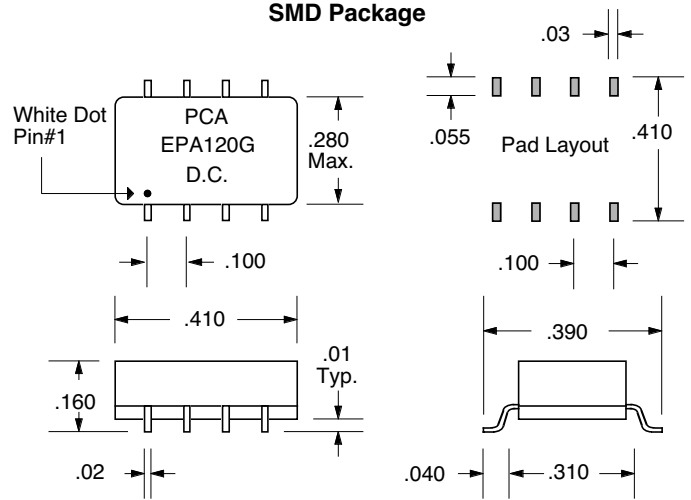 SMD Package
White Dot
Pin#1
PCA
EPA120G
D.C.
.280
Max.
.100
.410
.160
.01
Typ.
.02
.03
.055
Pad Layout
.410
.100
.390
.040
.310